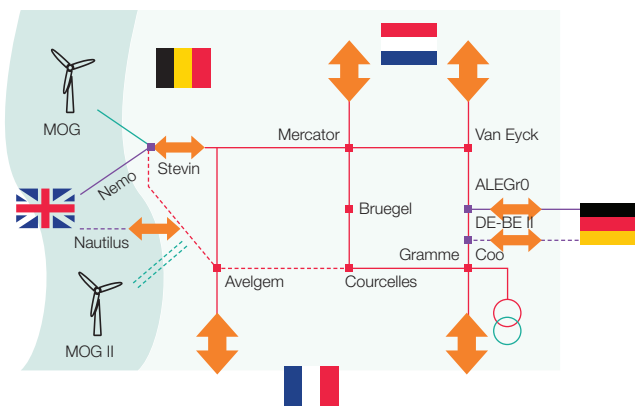 MOG
Mercator
Van Eyck
Stevin
Nemo
ALEGr0
Bruegel
DE-BE II
Nautilus
Gramme
Coo
Avelgem
Courcelles
MOG II